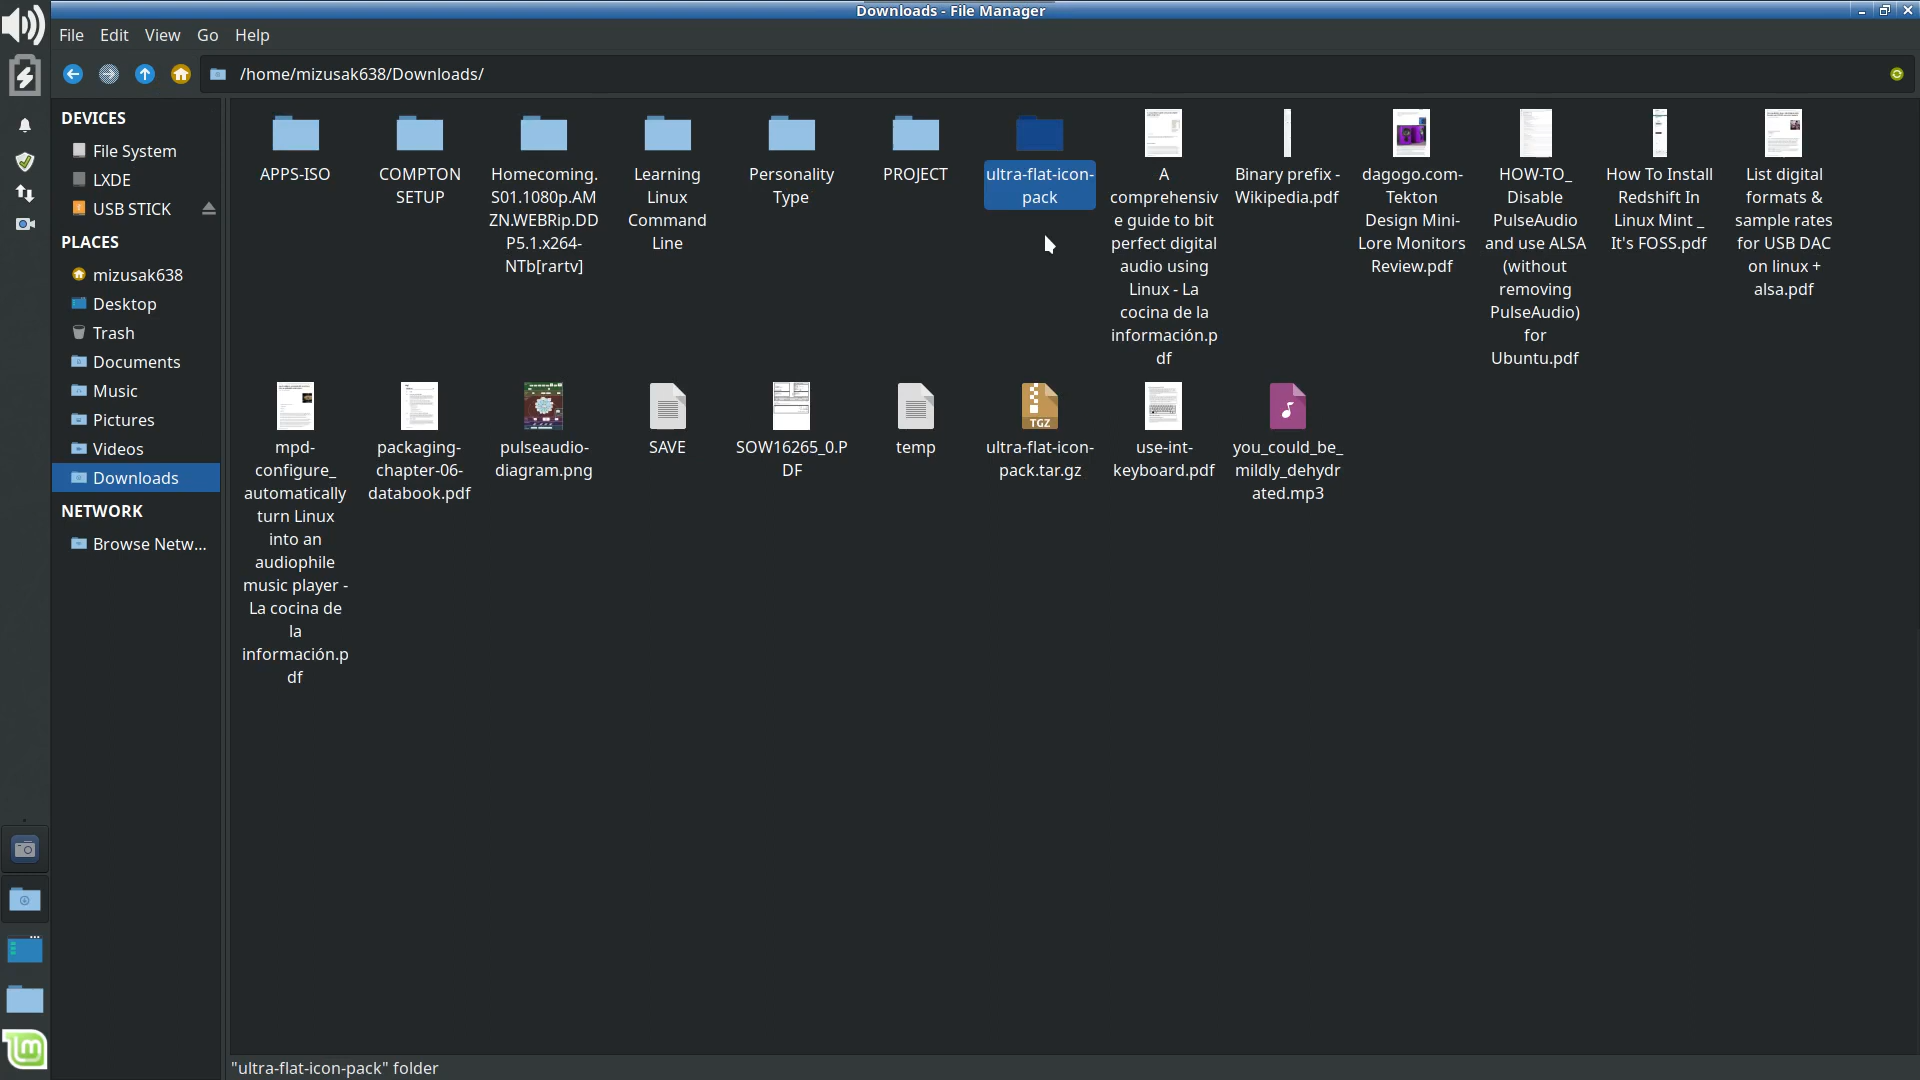 Downloads - File Manager
File Edit View Go Help
/home/mizusak638/Downloads/
DEVICES
File System
LXDE
USB STICK
PLACES
mizusak638
Desktop
Trash
Documents
Music
Pictures
Videos
Downloads
NETWORK
Browse Netw...
APPS-ISO
COMPTON
SETUP
Homecoming.
S01.1080p.AM
ZN.WEBRip.DD
P5.1.x264-
NTb[rartv]
Learning
Linux
Command
Line
Personality
Type
PROJECT
ultra-flat-icon-
pack
A
comprehensiv
e guide to bit
perfect digital
audio using
Linux - La
cocina de la
información.p
df
Binary prefix -
Wikipedia.pdf
dagogo.com-
Tekton
Design Mini-
Lore Monitors
Review.pdf
HOW-TO_
Disable
PulseAudio
and use ALSA
(without
removing
PulseAudio)
for
Ubuntu.pdf
How To Install
Redshift In
Linux Mint _
It's FOSS.pdf
List digital
formats &
sample rates
for USB DAC
on linux +
alsa.pdf
mpd-
configure_
automatically
turn Linux
into an
audiophile
music player -
La cocina de
la
información.p
df
packaging-
chapter-06-
databook.pdf
pulseaudio-
diagram.png
SAVE
SOW16265_0.P
DF
temp
TGZ
ultra-flat-icon-
pack.tar.gz
use-int-
keyboard.pdf
you_could_be_
mildly_dehydr
ated.mp3
"ultra-flat-icon-pack" folder